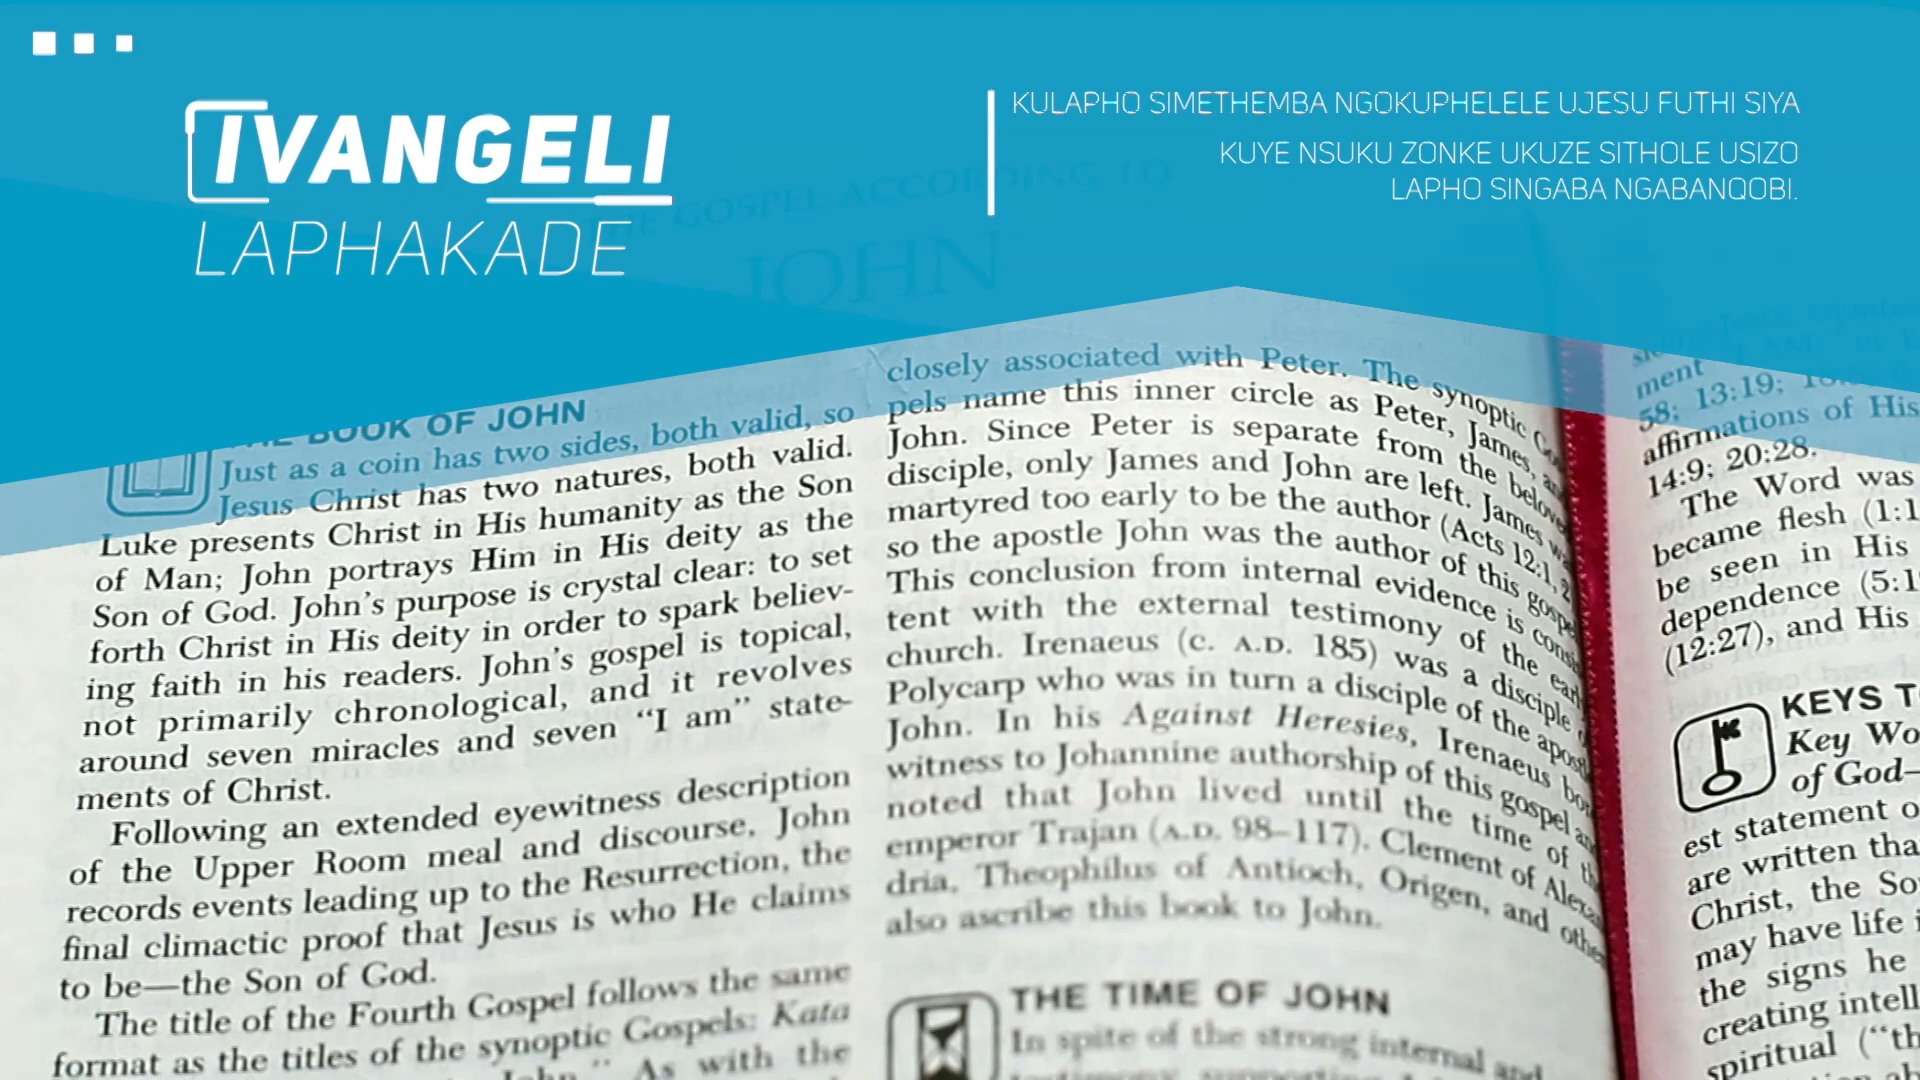 IVANGELI
LAPHAKADE
KULAPHO SIMETHEMBA NGOKUPHELELE UJESU FUTHI SIYA
KUYE NSUKU ZONKE UKUZE SITHOLE USIZO
LAPHO SINGABA NGABANQOBI.
THE GOSPEL ACCORDING TO
JOHN
BOOK OF JOHN
Just as a coin has two sides, both valid, so
Jesus Christ has two natures, both valid.
Luke presents Christ in His humanity as the Son
of Man; John portrays Him in His deity as the
Son of God. John's purpose is crystal clear: to set
forth Christ in His deity in order to spark believ-
ing faith in his readers. John's gospel is topical,
not primarily chronological, and it revolves
around seven miracles and seven "I am" state-
ments of Christ.
Following an extended eyewitness description
of the Upper Room meal and discourse, John
records events leading up to the Resurrection, the
final climactic proof that Jesus is who He claims
to be—the Son of God.
The title of the Fourth Gospel follows the same
format as the titles of the synoptic Gospels: Kata
As with the
closely associated with Peter. The synoptic
pels name this inner circle as Peter, James,
John. Since Peter is separate from the
disciple, only James and John are left. James
martyred too early to be the author (Acts 12:1,
so the apostle John was the author of this
This conclusion from internal evidence is
tent with the external testimony of the
church. Irenaeus (c. A.D. 185) was a disciple
Polycarp who was in turn a disciple of the
John. In his Against Heresies, Irenaeus
witness to Johannine authorship of this gospel
noted that John lived until the time of
emperor Trajan (A.D. 98–117). Clement of
dria, Theophilus of Antioch, Origen, and
also ascribe this book to John.
THE TIME OF JOHN
In spite of the strong internal and
ment
58; 13:19;
affirmations of His
14:9; 20:28.
The Word was
became flesh (1:1
be seen in His
dependence (5:19
(12:27), and His
KEYS
Key
of God—
est statement
are written
Christ, the
may have life
the signs he
creating
spiritual